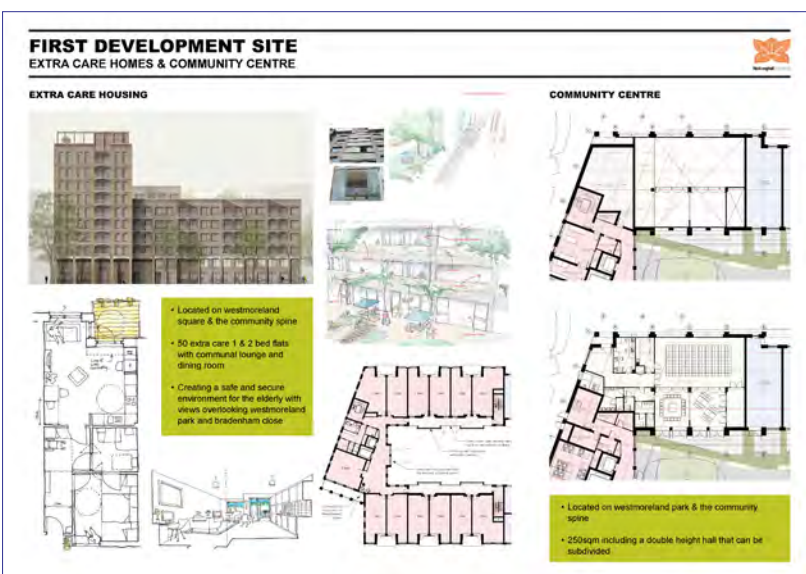 FIRST DEVELOPMENT SITE
EXTRA CARE HOMES & COMMUNITY CENTRE
EXTRA CARE HOUSING
• Located on westmoreland
square & the community spine
• 50 extra care 1 & 2 bed flats
with communal lounge and
dining room
• Creating a safe and secure
environment for the elderly with
views overlooking westmoreland
park and bradenham close
COMMUNITY CENTRE
• Located on westmoreland park & the community
spine
• 250sqm including a double height hall that can be
subdivided